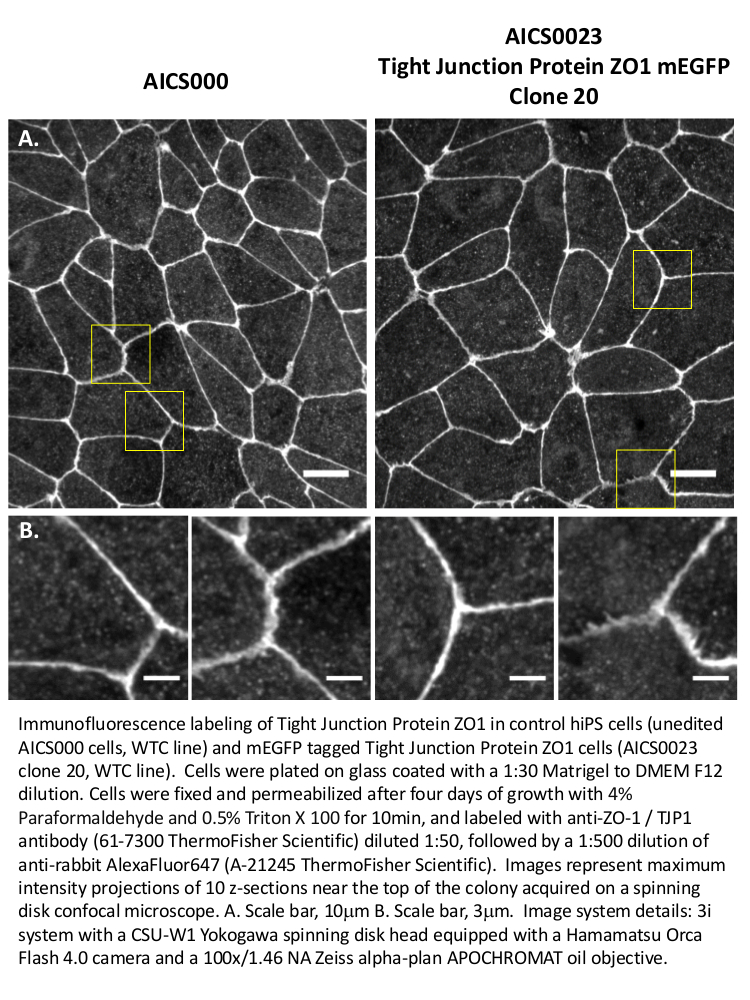 AICS000
AICS0023
Tight Junction Protein ZO1 mEGFP
Clone 20
A.
B.
Immunofluorescence labeling of Tight Junction Protein ZO1 in control hiPS cells (unedited
AICS000 cells, WTC line) and mEGFP tagged Tight Junction Protein ZO1 cells (AICS0023
clone 20, WTC line).  Cells were plated on glass coated with a 1:30 Matrigel to DMEM F12
dilution. Cells were fixed and permeabilized after four days of growth with 4%
Paraformaldehyde and 0.5% Triton X 100 for 10min, and labeled with anti-ZO-1 / TJP1
antibody (61-7300 ThermoFisher Scientific) diluted 1:50, followed by a 1:500 dilution of
anti-rabbit AlexaFluor647 (A-21245 ThermoFisher Scientific).  Images represent maximum
intensity projections of 10 z-sections near the top of the colony acquired on a spinning
disk confocal microscope. A. Scale bar, 10μm B. Scale bar, 3μm.  Image system details: 3i
system with a CSU-W1 Yokogawa spinning disk head equipped with a Hamamatsu Orca
Flash 4.0 camera and a 100x/1.46 NA Zeiss alpha-plan APOCHROMAT oil objective.